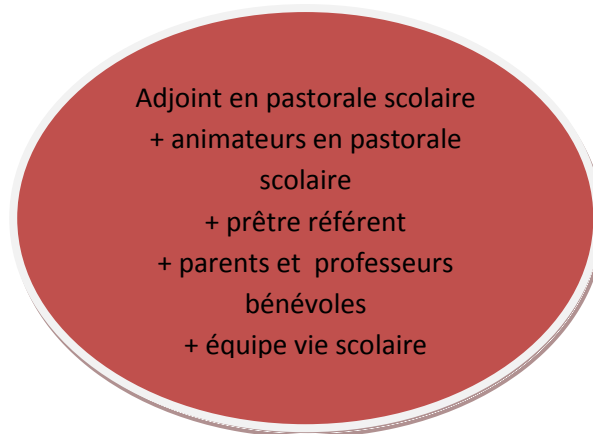 Adjoint en pastorale scolaire
+ animateurs en pastorale
scolaire
+ prêtre référent
+ parents et  professeurs
bénévoles
+ équipe vie scolaire